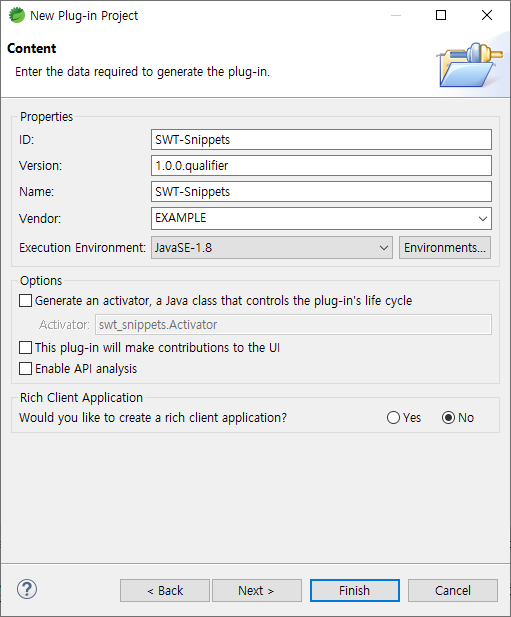 New Plug-in Project
Content
Enter the data required to generate the plug-in.
Properties
ID: SWT-Snippets
Version: 1.0.0.qualifier
Name: SWT-Snippets
Vendor: EXAMPLE
Execution Environment: JavaSE-1.8 Environments...
Options
Generate an activator, a Java class that controls the plug-in's life cycle
Activator: swt_snippets.Activator
This plug-in will make contributions to the UI
Enable API analysis
Rich Client Application
Would you like to create a rich client application? Yes No
? < Back Next > Finish Cancel